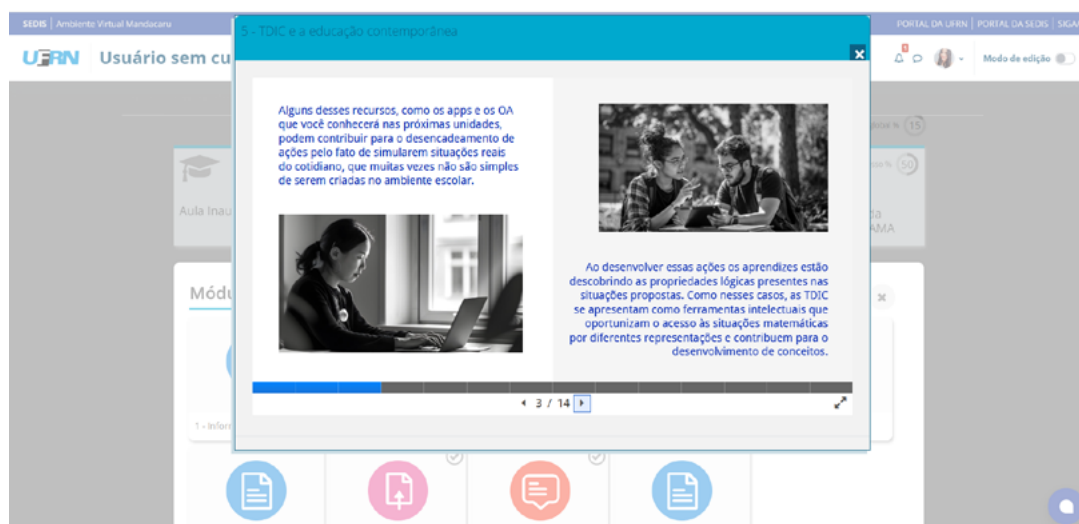 SEDIS | Ambiente Virtual Mandacaru
PORTAL DA UFRN | PORTAL DA SEDIS | SIGAA
5 - TDIC e a educação contemporânea
UFRN Usuário sem cu
Modo de edição
Alguns desses recursos, como os apps e os OA
que você conhecerá nas próximas unidades,
podem contribuir para o desencadeamento de
ações pelo fato de simularem situações reais
do cotidiano, que muitas vezes não são simples
de serem criadas no ambiente escolar.
Ao desenvolver essas ações os aprendizes estão
descobrindo as propriedades lógicas presentes nas
situações propostas. Como nesses casos, as TDIC
se apresentam como ferramentas intelectuais que
oportunizam o acesso às situações matemáticas
por diferentes representações e contribuem para o
desenvolvimento de conceitos.
3 / 14
15
50
Aula Inau
da
AMA
Módu
1 - Inform